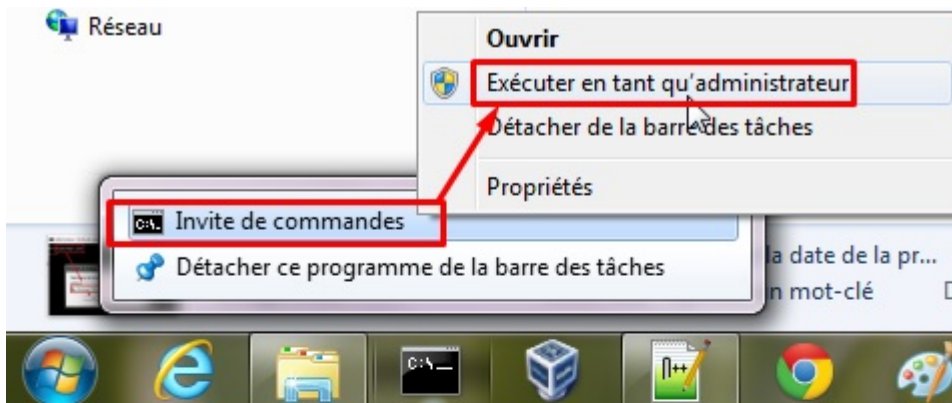 Réseau
Ouvrir
Exécuter en tant qu'administrateur
Détacher de la barre des tâches
Propriétés
Invite de commandes
Détacher ce programme de la barre des tâches
la date de la pr...
n mot-clé
C:\_
N++